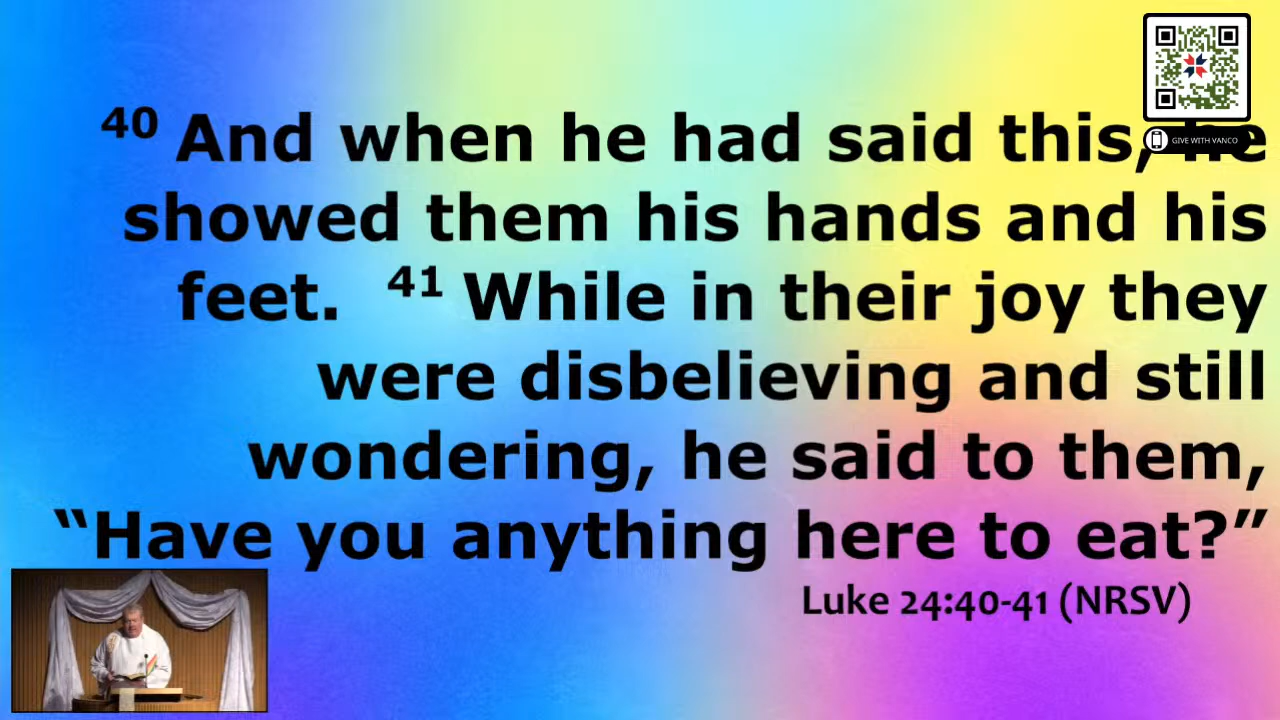 40 And when he had said this, he
showed them his hands and his
feet. 41 While in their joy they
were disbelieving and still
wondering, he said to them,
“Have you anything here to eat?”
Luke 24:40-41 (NRSV)
GIVE WITH VANCO